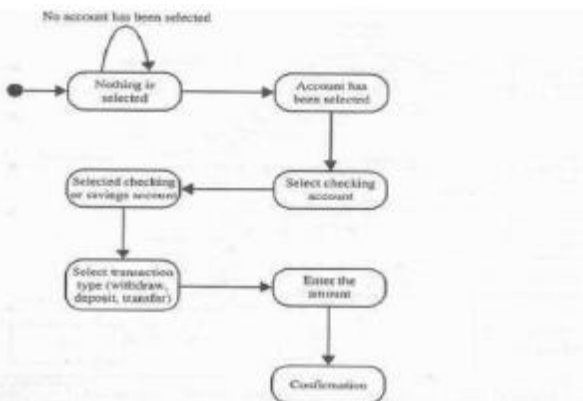 No account has been selected
Nothing is
selected
Account has
been selected
Selected checking
or savings account
Select checking
account
Select transaction
type (withdraw,
deposit, transfer)
Enter the
amount
Confirmation